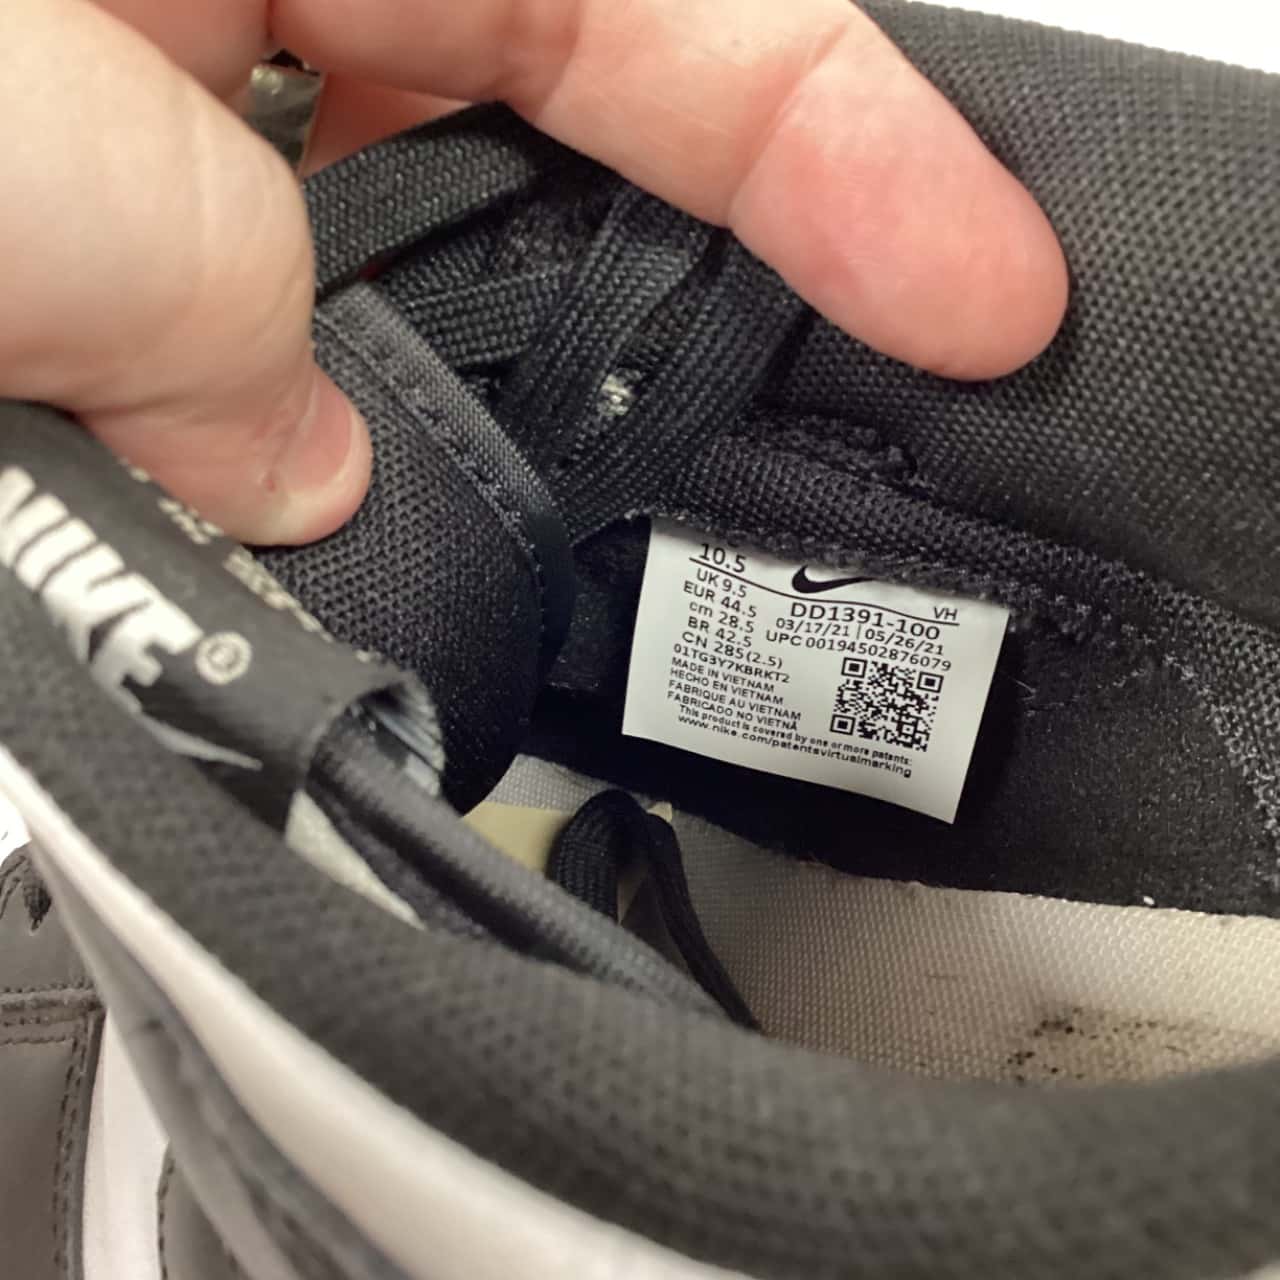 NIKE®
10.5
UK 9.5
EUR 44.5
cm 28.5
BR 42.5
CN 285(2.5)
VH
DD1391-100
03/17/21 | 05/26/21
UPC 00194502876079
01TG3Y7KBRKT2
MADE IN VIETNAM
HECHO EN VIETNAM
FABRIQUE AU VIETNAM
FABRICADO NO VIETNÃ
This product is covered by one or more patents:
www.nike.com/patentsvirtualmarking